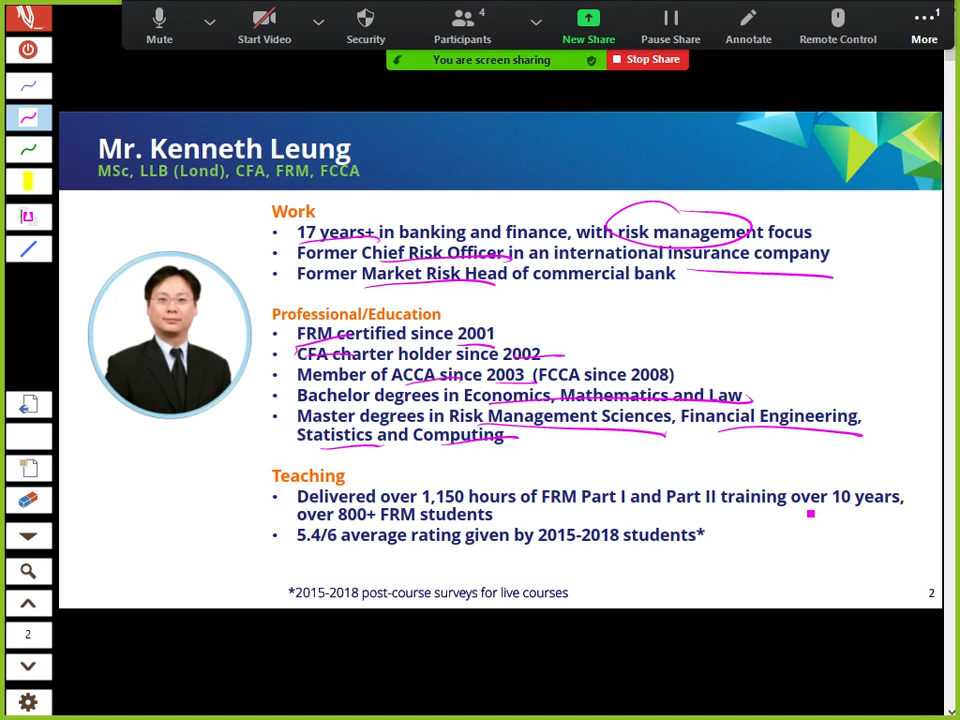 4
1
Mute
Start Video
Security
Participants
New Share
Pause Share
Annotate
Remote Control
More
You are screen sharing
Stop Share
Mr. Kenneth Leung
MSc, LLB (Lond), CFA, FRM, FCCA
Work
• 17 years+ in banking and finance, with risk management focus
• Former Chief Risk Officer in an international insurance company
• Former Market Risk Head of commercial bank
Professional/Education
• FRM certified since 2001
• CFA charter holder since 2002
• Member of ACCA since 2003 (FCCA since 2008)
• Bachelor degrees in Economics, Mathematics and Law
• Master degrees in Risk Management Sciences, Financial Engineering,
Statistics and Computing
Teaching
• Delivered over 1,150 hours of FRM Part I and Part II training over 10 years,
over 800+ FRM students
• 5.4/6 average rating given by 2015-2018 students*
*2015-2018 post-course surveys for live courses
2
2